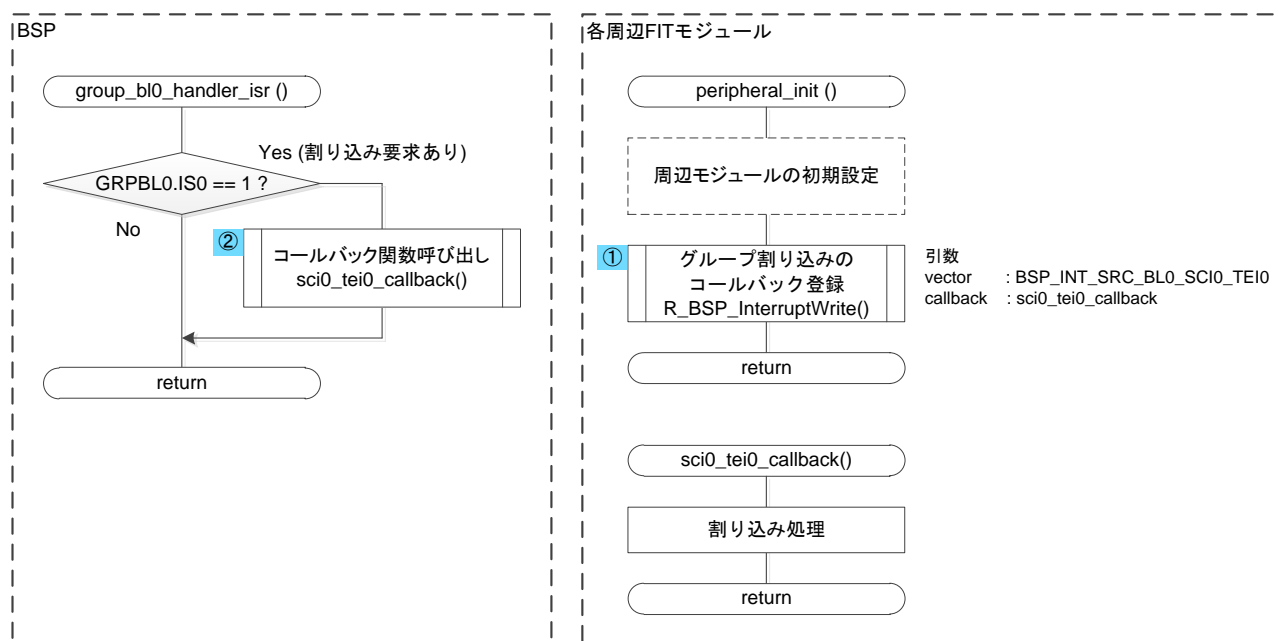 BSP
group_bl0_handler_isr ()
Yes (割り込み要求あり)
GRPBL0.IS0 == 1 ?
No
②
コールバック関数呼び出し
sci0_tei0_callback()
return
各周辺FITモジュール
peripheral_init ()
周辺モジュールの初期設定
①
グループ割り込みの
コールバック登録
R_BSP_InterruptWrite()
引数
vector : BSP_INT_SRC_BL0_SCI0_TEI0
callback : sci0_tei0_callback
return
sci0_tei0_callback()
割り込み処理
return